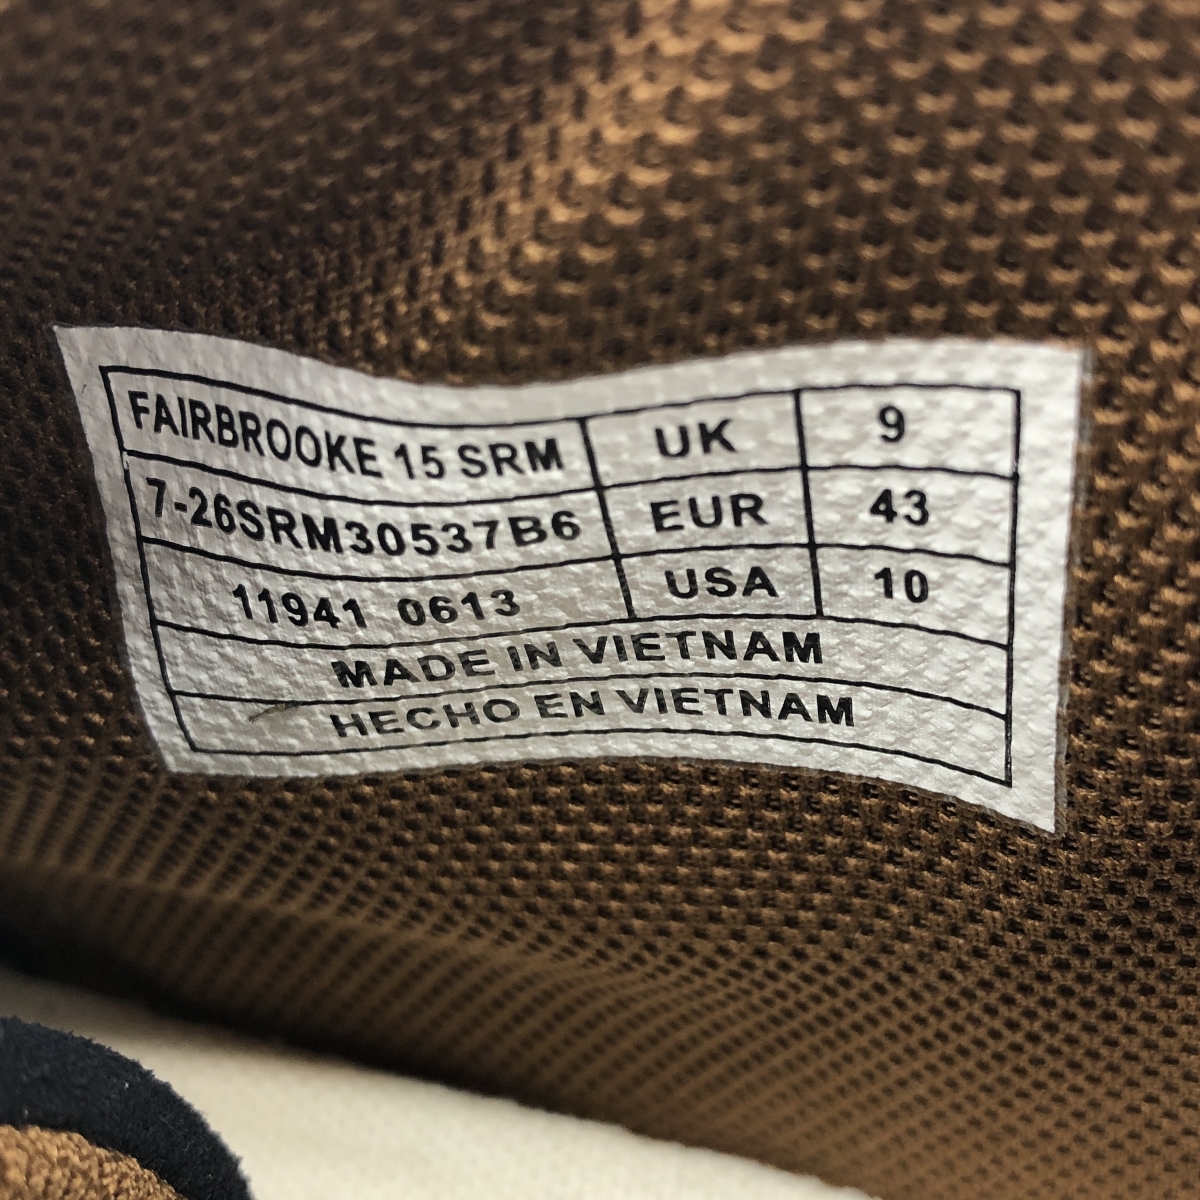 FAIRBROOKE 15 SRM UK 9
7-26SRM30537B6 EUR 43
11941 0613 USA 10
MADE IN VIETNAM
HECHO EN VIETNAM